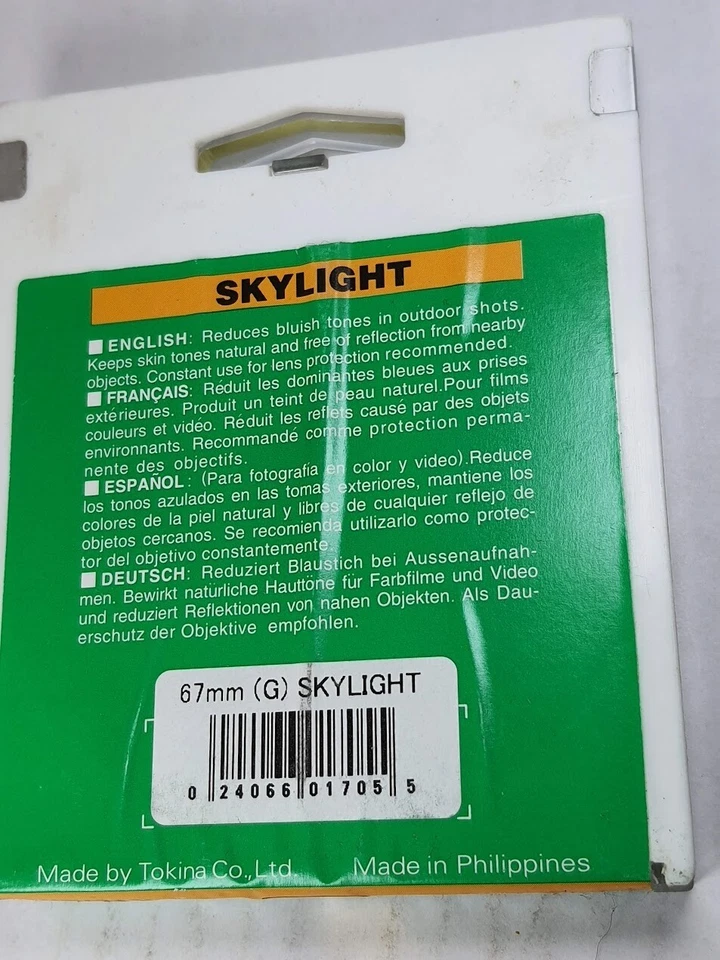 SKYLIGHT
ENGLISH: Reduces bluish tones in outdoor shots.
Keeps skin tones natural and free of reflection from nearby
objects. Constant use for lens protection recommended.
FRANÇAIS: Réduit les dominantes bleues aux prises
extérieures. Produit un teint de peau naturel.Pour films
couleurs et vidéo. Réduit les reflets causé par des objets
environnants. Recommandé comme protection perma-
nente des objectifs.
ESPAÑOL: (Para fotografía en color y video).Reduce
los tonos azulados en las tomas exteriores, mantiene los
colores de la piel natural y libres de cualquier reflejo de
objetos cercanos. Se recomienda utilizarlo como protec-
tor del objetivo constantemente.
DEUTSCH: Reduziert Blaustich bei Aussenaufnah-
men. Bewirkt natürliche Hauttöne für Farbfilme und Video
und reduziert Reflektionen von nahen Objekten. Als Dau-
erschutz der Objektive empfohlen.
67mm (G) SKYLIGHT
0 24066 01705 5
Made by Tokina Co., Ltd. Made in Philippines